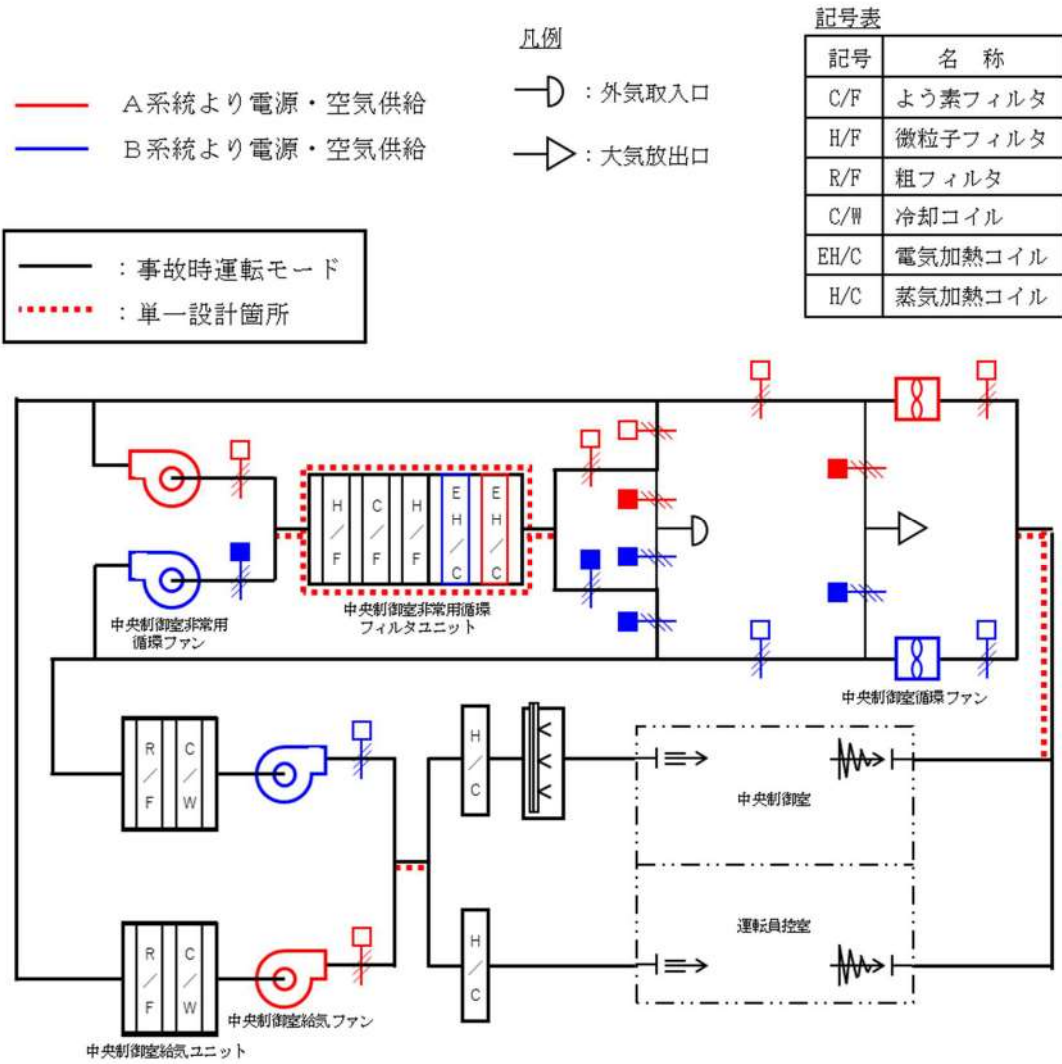 A系統より電源・空気供給
B系統より電源・空気供給
凡例
：外気取入口
：大気放出口
記号表
記号 名 称
C/F よう素フィルタ
H/F 微粒子フィルタ
R/F 粗フィルタ
C/W 冷却コイル
EH/C 電気加熱コイル
H/C 蒸気加熱コイル
：事故時運転モード
：単一設計箇所
H/F C/F H/F EH/C EH/C
中央制御室非常用
循環ファン
中央制御室非常用循環
フィルタユニット
中央制御室循環ファン
R/F C/W
H/C
中央制御室
R/F C/W
H/C
運転員控室
中央制御室給気ファン
中央制御室給気ユニット